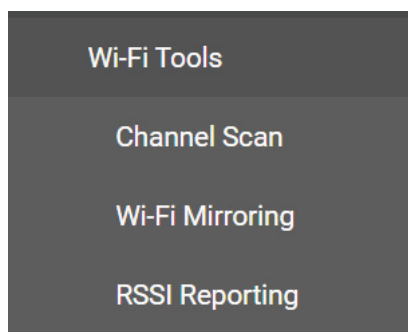 Wi-Fi Tools
Channel Scan
Wi-Fi Mirroring
RSSI Reporting